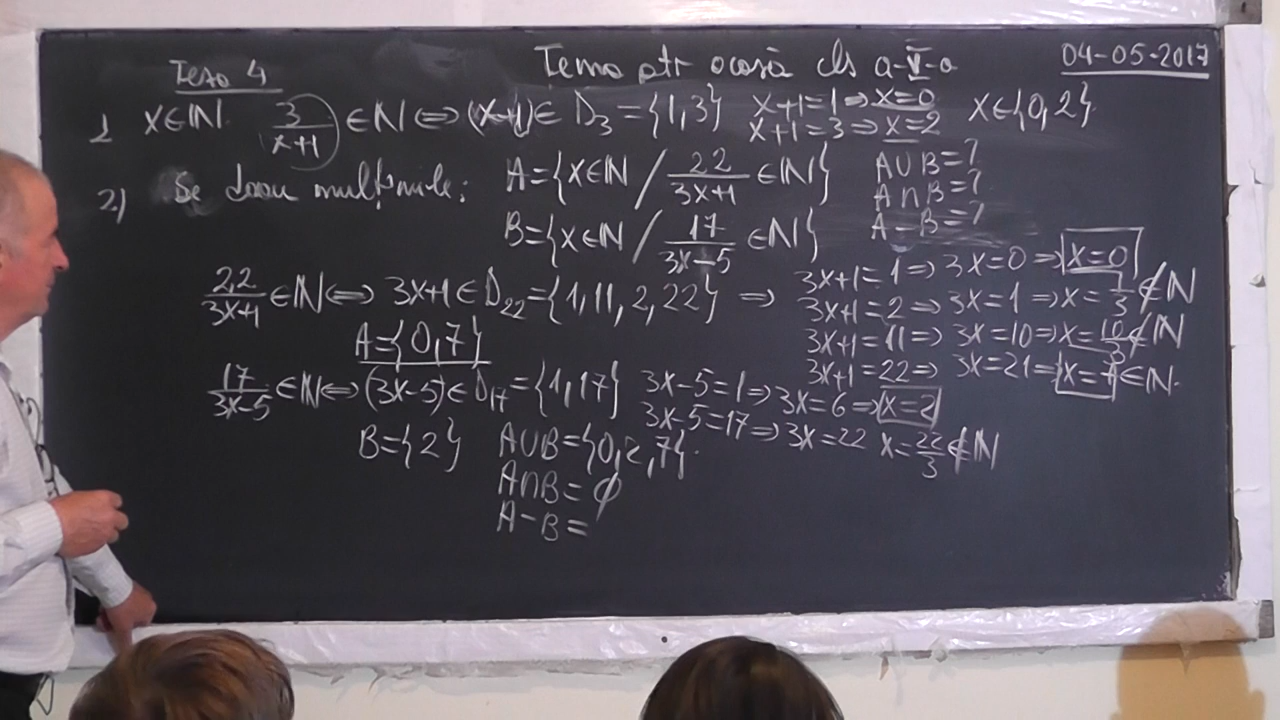 Tema ptr acasă cls a-V-a 04-05-2017
Tema 4
1 x∈ℕ 3/(x+1) ∈ℕ ⇔ (x+1)∈ D₃={1,3} x+1=1⇒x=0 x∈{0,2}
x+1=3⇒x=2
2) Se dau mulțimile: A={x∈ℕ / 22/(3x+1) ∈ℕ} A∪B=?
A∩B=?
B={x∈ℕ / 17/(3x-5) ∈ℕ} A-B=?
22/(3x+1) ∈ℕ⇔ 3x+1∈D₂₂={1,11,2,22} ⇒ 3x+1=1⇒3x=0⇒x=0
3x+1=2⇒3x=1⇒x=1/3∉ℕ
3x+1=11⇒3x=10⇒x=10/3∉ℕ
A={0,7} 3x+1=22⇒3x=21⇒x=7∈ℕ.
17/(3x-5) ∈ℕ⇔(3x-5)∈D₁₇={1,17} 3x-5=1⇒3x=6⇒x=2
3x-5=17⇒3x=22 x=22/3∉ℕ
B={2} A∪B={0,2,7}.
A∩B=∅
A-B=